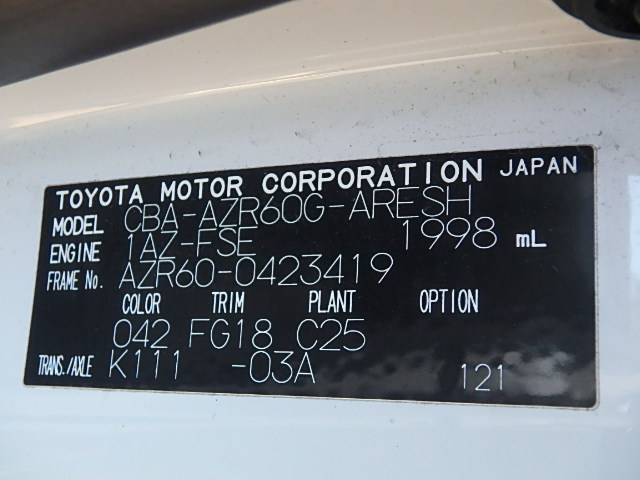 TOYOTA MOTOR CORPORATION JAPAN
MODEL CBA-AZR60G-ARESH
ENGINE 1AZ-FSE 1998 mL
FRAME No. AZR60-0423419
COLOR TRIM PLANT OPTION
042 FG18 C25
TRANS./AXLE K111 -03A 121